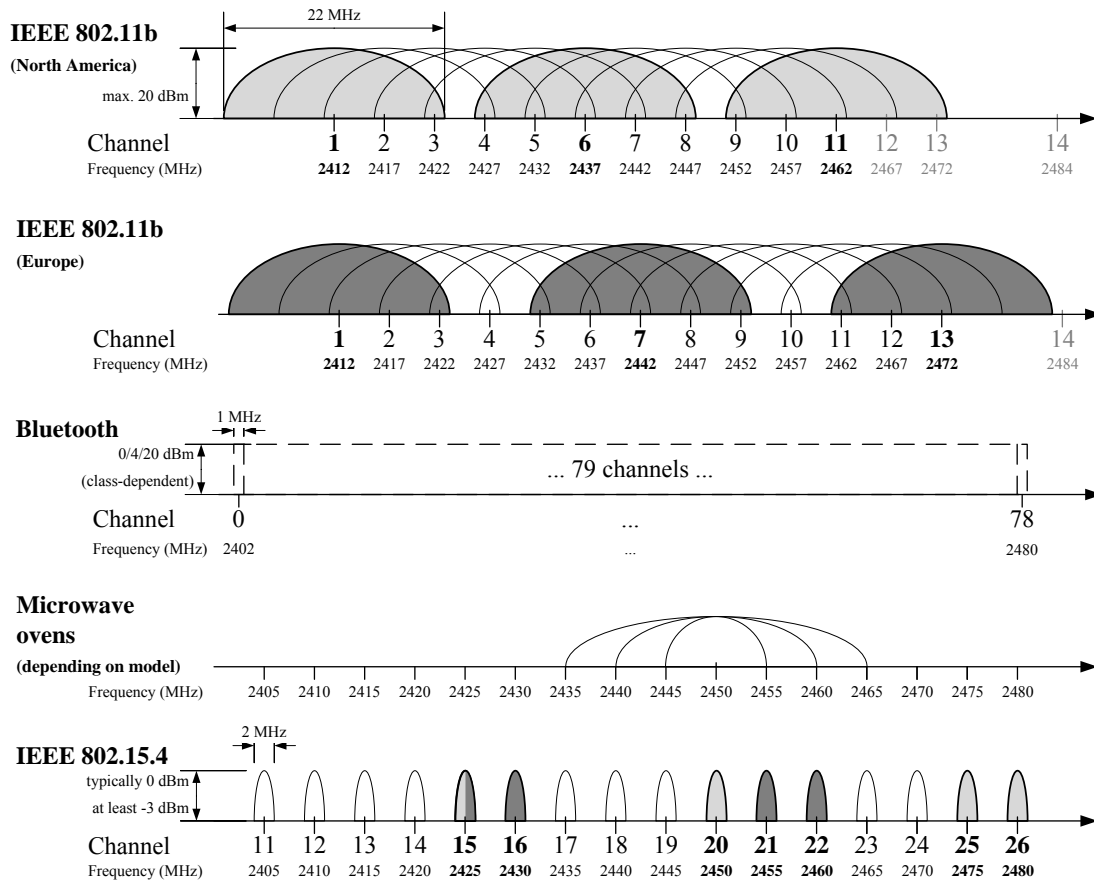 22 MHz
IEEE 802.11b
(North America)
max. 20 dBm
Channel 1 2 3 4 5 6 7 8 9 10 11 12 13 14
Frequency (MHz) 2412 2417 2422 2427 2432 2437 2442 2447 2452 2457 2462 2467 2472 2484
IEEE 802.11b
(Europe)
Channel 1 2 3 4 5 6 7 8 9 10 11 12 13 14
Frequency (MHz) 2412 2417 2422 2427 2432 2437 2442 2447 2452 2457 2462 2467 2472 2484
1 MHz
Bluetooth
0/4/20 dBm
(class-dependent)
... 79 channels ...
Channel 0 ... 78
Frequency (MHz) 2402 ... 2480
Microwave
ovens
(depending on model)
Frequency (MHz) 2405 2410 2415 2420 2425 2430 2435 2440 2445 2450 2455 2460 2465 2470 2475 2480
2 MHz
IEEE 802.15.4
typically 0 dBm
at least -3 dBm
Channel 11 12 13 14 15 16 17 18 19 20 21 22 23 24 25 26
Frequency (MHz) 2405 2410 2415 2420 2425 2430 2435 2440 2445 2450 2455 2460 2465 2470 2475 2480